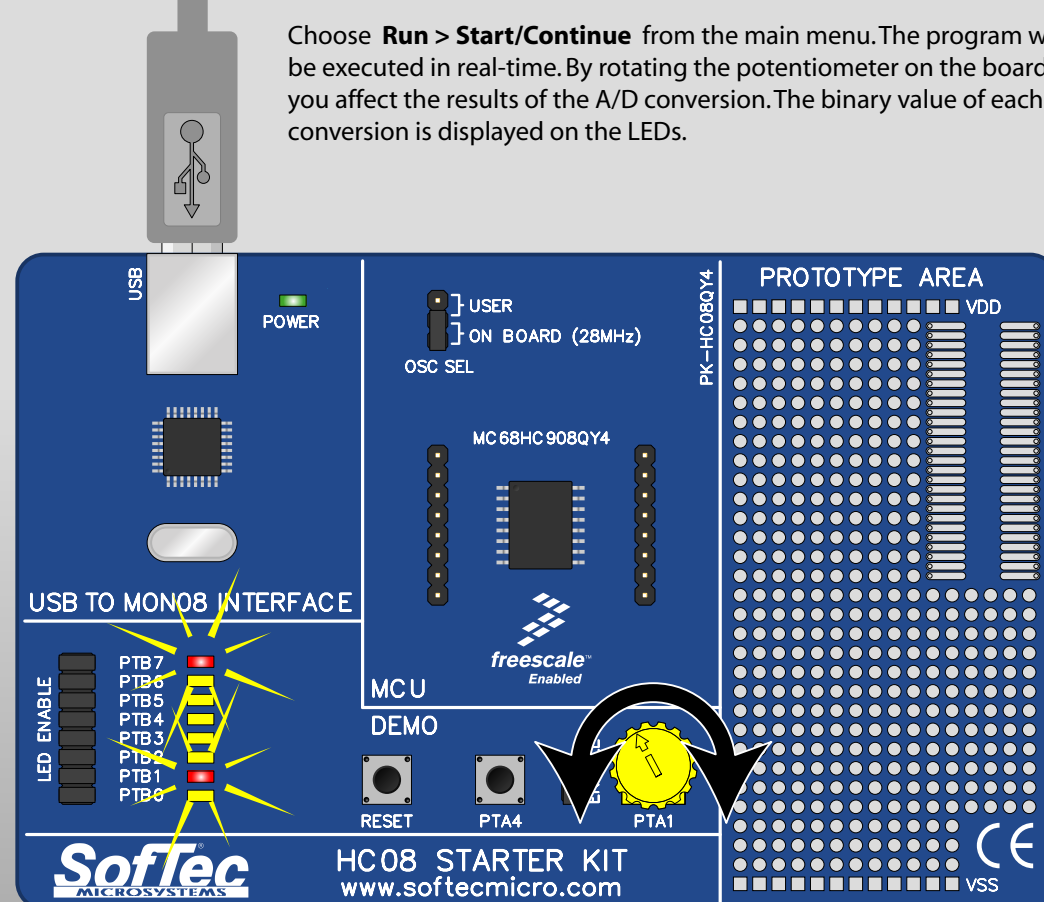 Choose Run > Start/Continue from the main menu. The program w
be executed in real-time. By rotating the potentiometer on the board
you affect the results of the A/D conversion. The binary value of each
conversion is displayed on the LEDs.
USB
POWER
USER
ON BOARD (28MHz)
OSC SEL
PK-HC08QY4
PROTOTYPE AREA
VDD
MC68HC908QY4
USB TO MON08 INTERFACE
freescale™
Enabled
LED ENABLE
PTB7
PTB6
PTB5
PTB4
PTB3
PTB2
PTB1
PTB0
MCU
DEMO
RESET
PTA4
PTA1
SofTec®
MICROSYSTEMS
HC08 STARTER KIT
www.softecmicro.com
CE
VSS